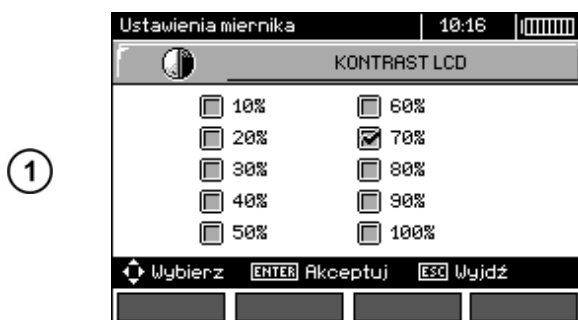 Ustawienia miernika 10:16
KONTRAST LCD
10% 60%
20% 70%
1 30% 80%
40% 90%
50% 100%
Wybierz ENTER Akceptuj ESC Wyjdź